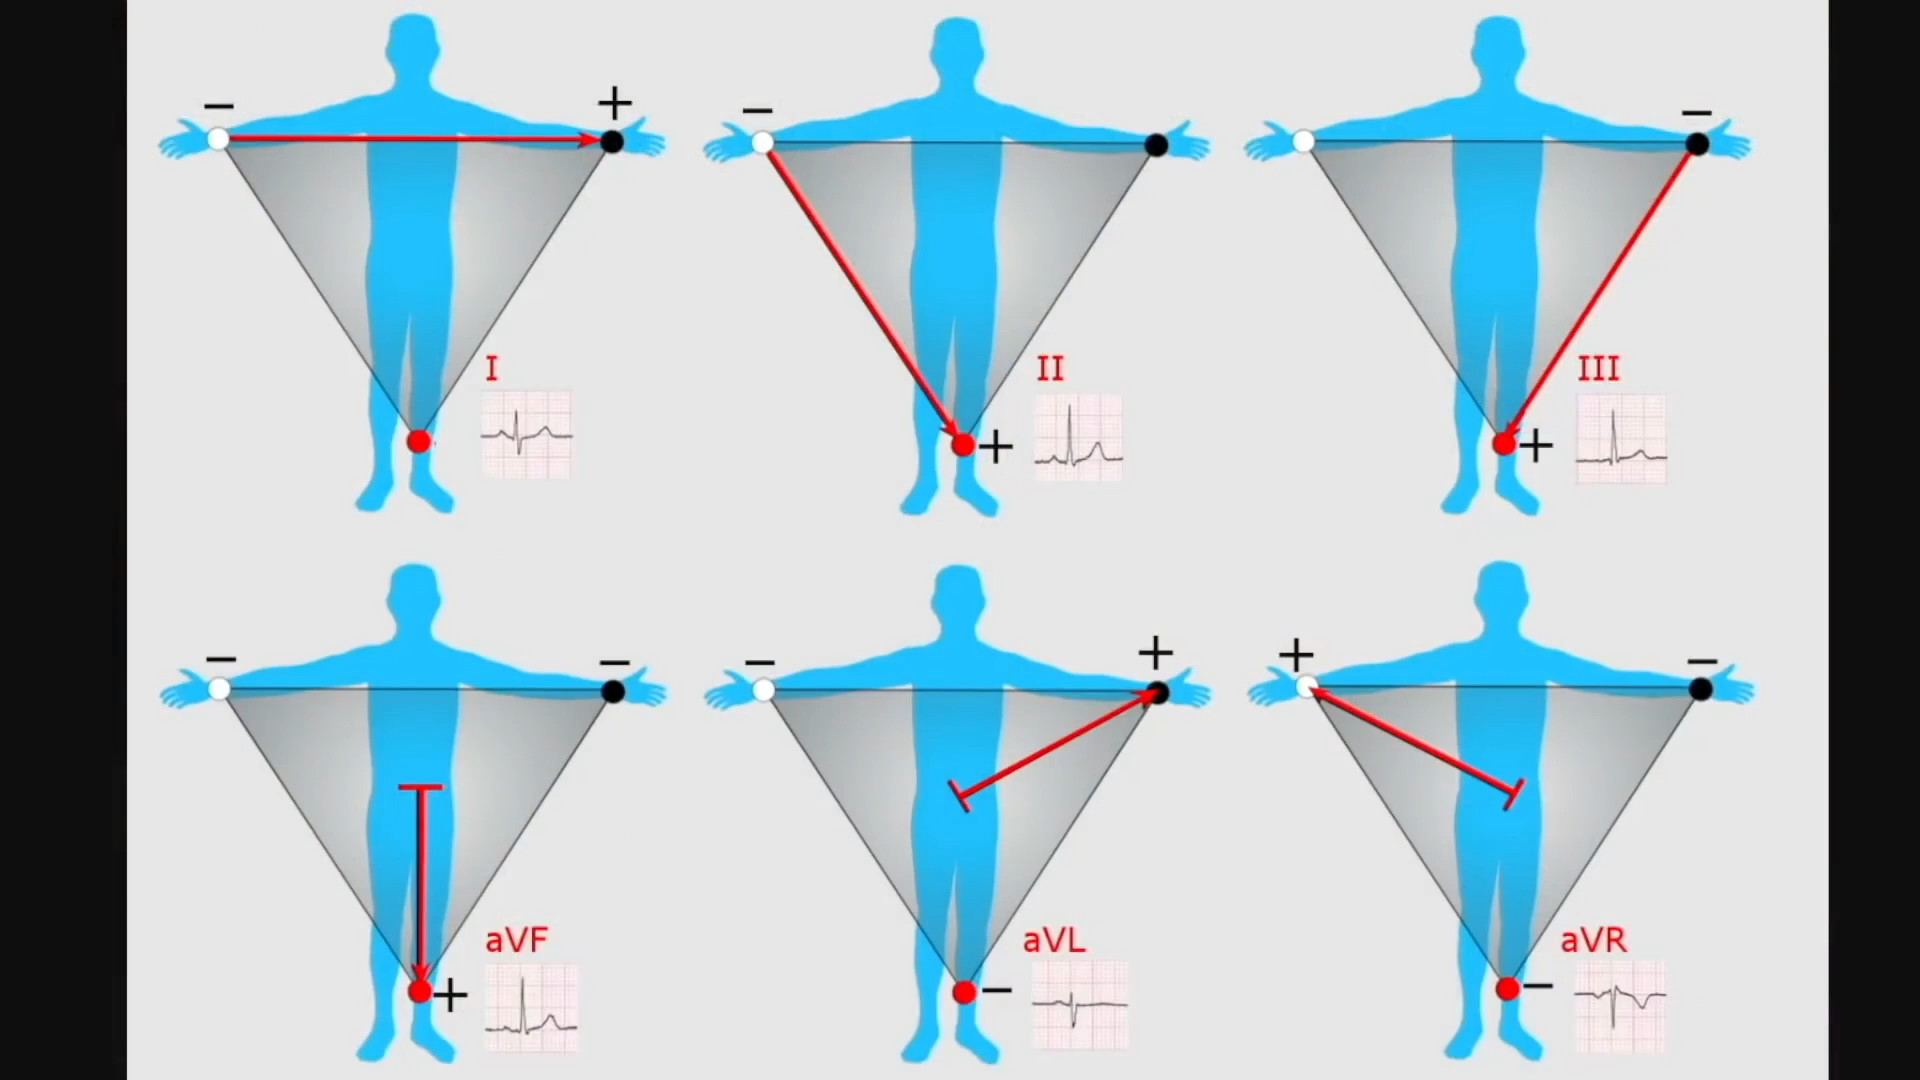 − +
I
−
II
+
−
III
+
− −
aVF
+
− +
aVL
−
+ −
aVR
−